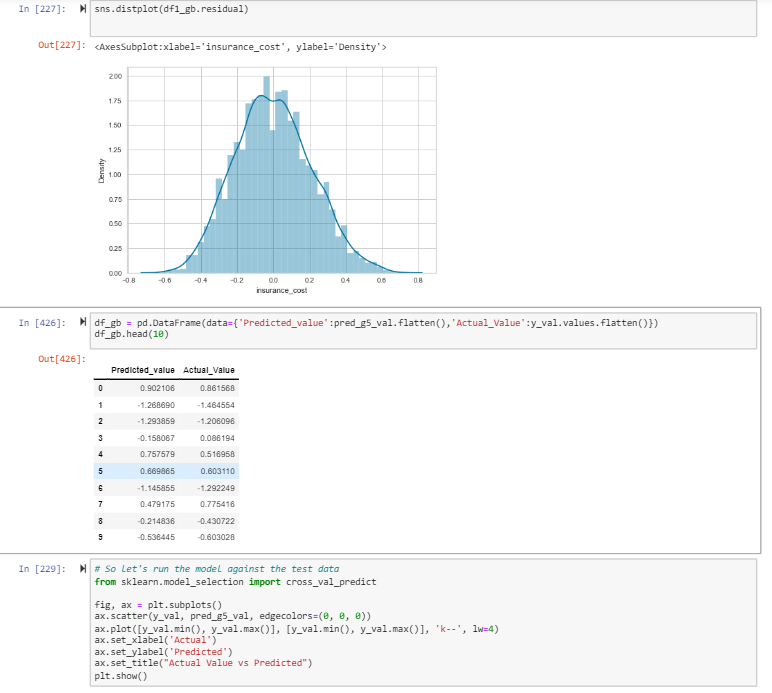 In [227]: sns.distplot(df1_gb.residual)
Out[227]: <AxesSubplot:xlabel='insurance_cost', ylabel='Density'>
2.00
1.75
1.50
1.25
1.00
0.75
0.50
0.25
0.00
Density
-0.8 -0.6 -0.4 -0.2 0.0 0.2 0.4 0.6 0.8
insurance_cost
In [426]: df_gb = pd.DataFrame(data={'Predicted_value':pred_g5_val.flatten(),'Actual_Value':y_val.values.flatten()})
df_gb.head(10)
Out[426]:
Predicted_value Actual_Value
0 0.902106 0.861568
1 -1.268690 -1.464554
2 -1.293859 -1.206096
3 -0.158067 0.086194
4 0.757579 0.516958
5 0.669865 0.603110
6 -1.145855 -1.292249
7 0.479175 0.775416
8 -0.214836 -0.430722
9 -0.536445 -0.603028
In [229]: # So let's run the model against the test data
from sklearn.model_selection import cross_val_predict
fig, ax = plt.subplots()
ax.scatter(y_val, pred_g5_val, edgecolors=(0, 0, 0))
ax.plot([y_val.min(), y_val.max()], [y_val.min(), y_val.max()], 'k--', lw=4)
ax.set_xlabel('Actual')
ax.set_ylabel('Predicted')
ax.set_title("Actual Value vs Predicted")
plt.show()